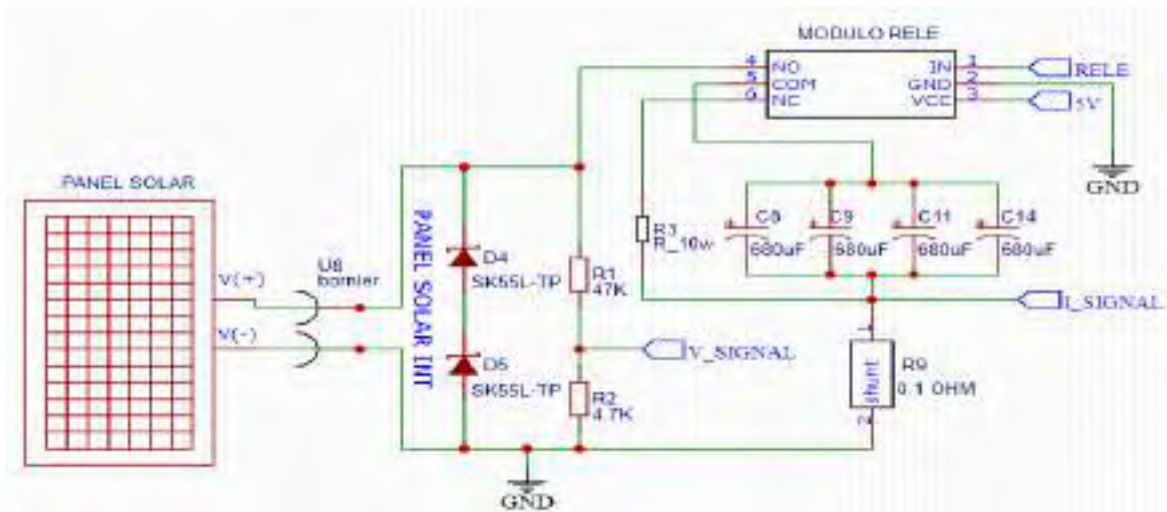 MODULO RELE
4 NO IN 1 RELE
5 COM GND 2
6 NC VCC 3 5V
GND
PANEL SOLAR
V(+)
V(-)
U8
bornier
PANEL SOLAR INT
D4
SK55L-TP
D5
SK55L-TP
R1
47K
R2
4.7K
V_SIGNAL
R3
R_10w
C8
680uF
C9
680uF
C11
680uF
C14
680uF
I_SIGNAL
1
shunt
2
R9
0.1 OHM
GND